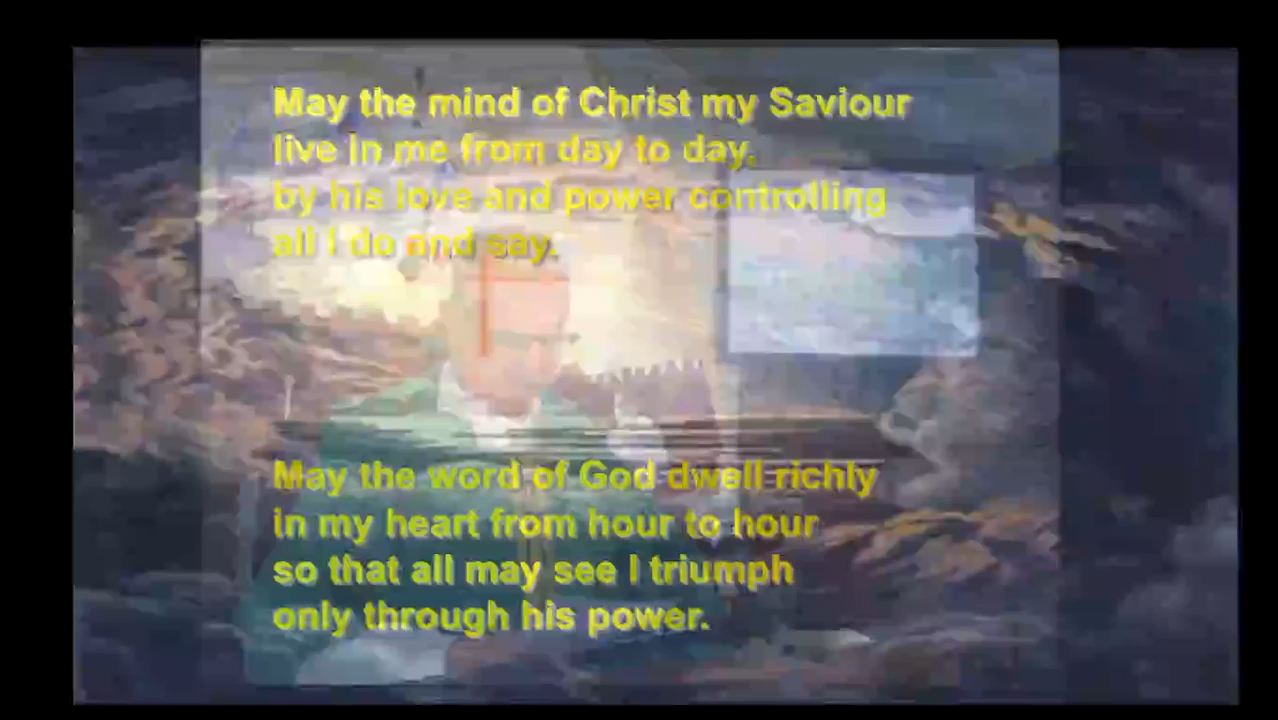 May the mind of Christ my Saviour
live in me from day to day,
by his love and power controlling
all I do and say.
May the word of God dwell richly
in my heart from hour to hour
so that all may see I triumph
only through his power.